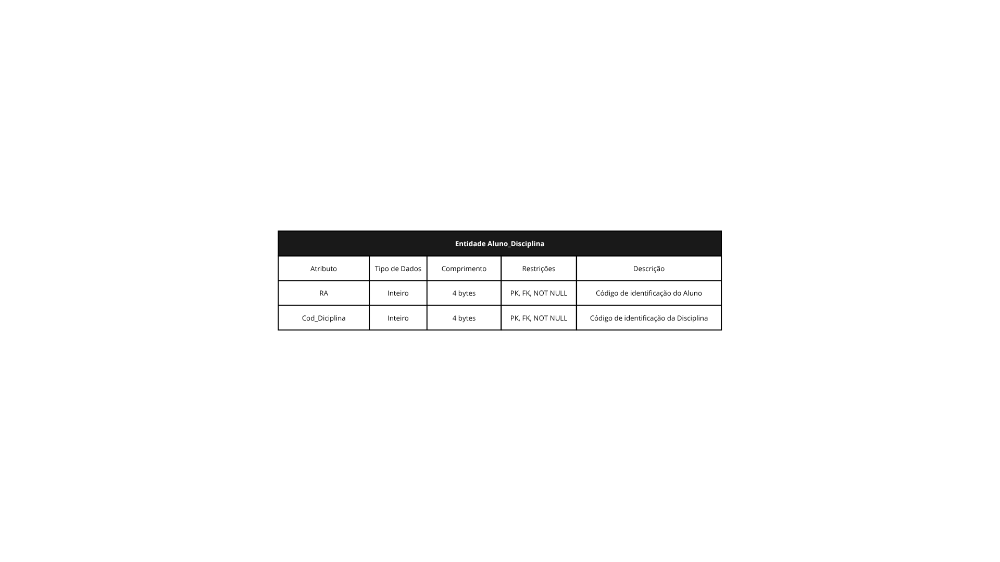 Entidade Aluno_Disciplina
Atributo Tipo de Dados Comprimento Restrições Descrição
RA Inteiro 4 bytes PK, FK, NOT NULL Código de identificação do Aluno
Cod_Diciplina Inteiro 4 bytes PK, FK, NOT NULL Código de identificação da Disciplina